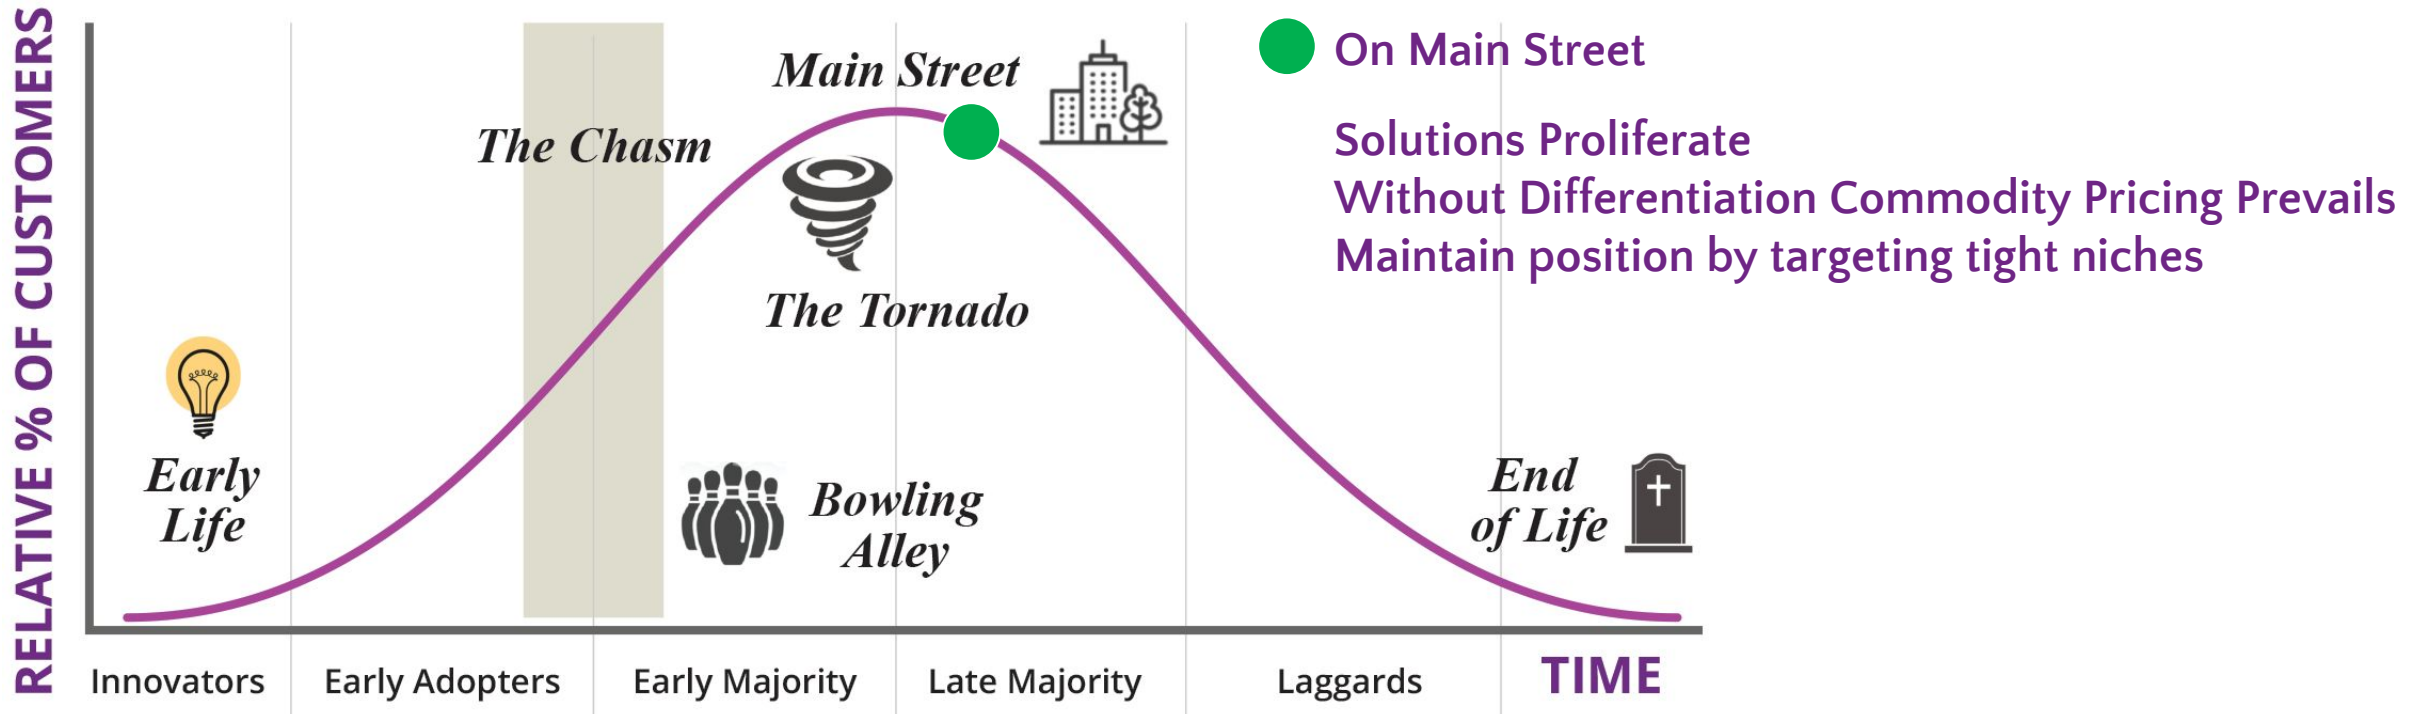 RELATIVE % OF CUSTOMERS
Main Street
The Chasm
The Tornado
Early
Life
Bowling
Alley
End
of Life
On Main Street
Solutions Proliferate
Without Differentiation Commodity Pricing Prevails
Maintain position by targeting tight niches
Innovators
Early Adopters
Early Majority
Late Majority
Laggards
TIME